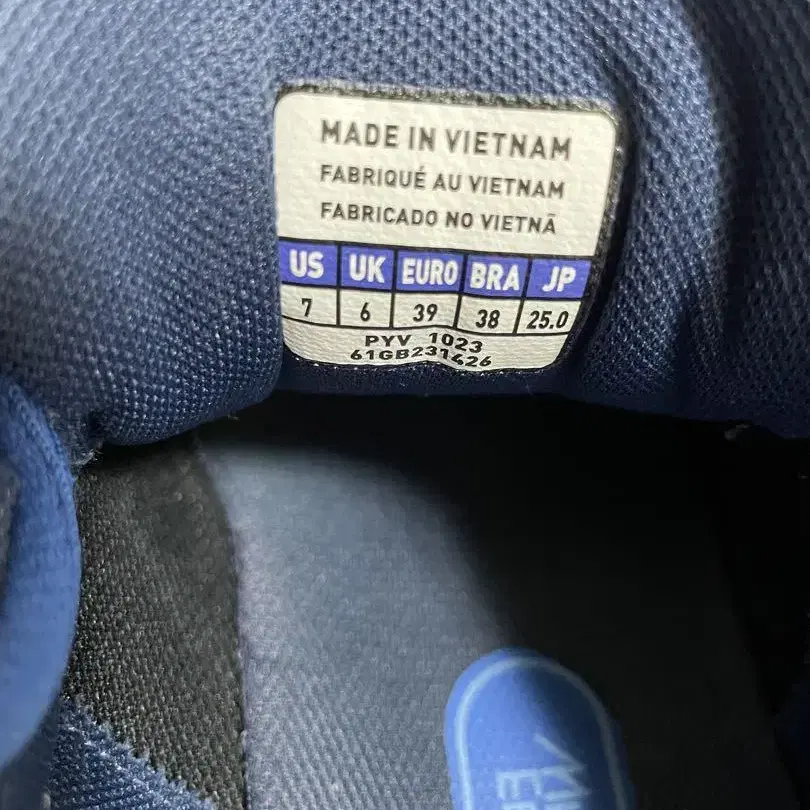 MADE IN VIETNAM
FABRIQUÉ AU VIETNAM
FABRICADO NO VIETNÃ
US UK EURO BRA JP
7 6 39 38 25.0
PYV 1023
61GB231626